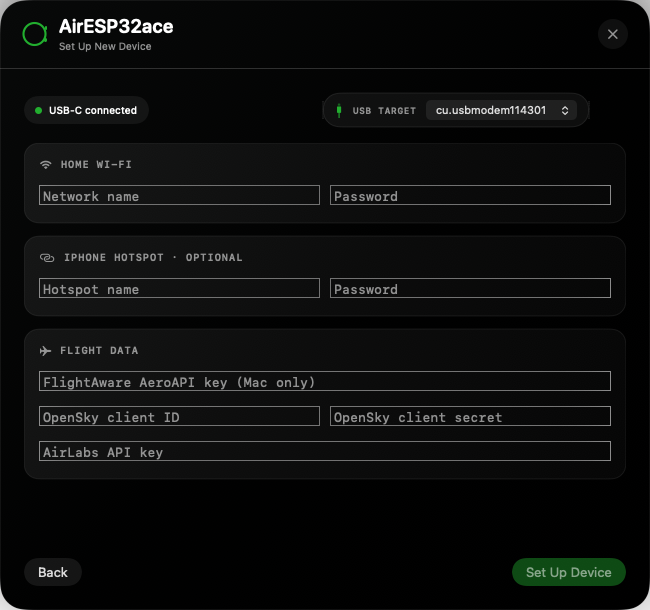 AirESP32ace
Set Up New Device
USB-C connected
USB TARGET cu.usbmodem114301
HOME WI-FI
Network name Password
IPHONE HOTSPOT · OPTIONAL
Hotspot name Password
FLIGHT DATA
FlightAware AeroAPI key (Mac only)
OpenSky client ID OpenSky client secret
AirLabs API key
Back Set Up Device